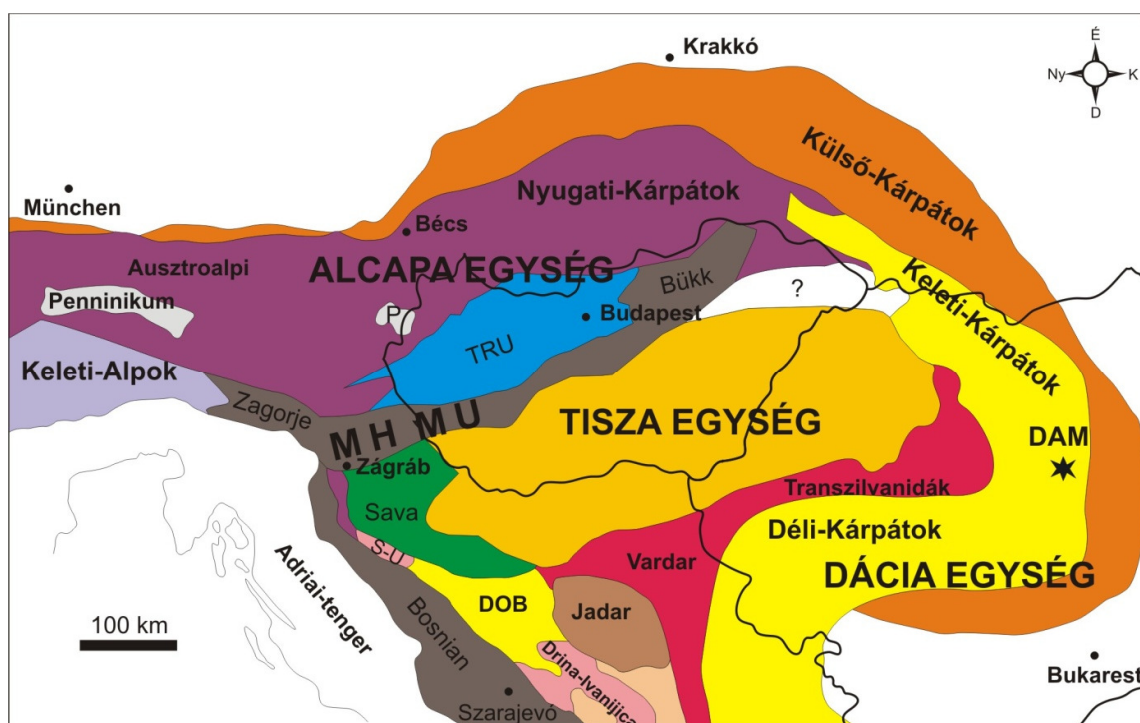 Krakkó
É
Ny
K
D
Külső-Kárpátok
Nyugati-Kárpátok
München
Bécs
Ausztroalpi
ALCAPA EGYSÉG
Penninikum
P.
Bükk
?
Keleti-Kárpátok
Budapest
TRU
Keleti-Alpok
Zagorje
MHMU
TISZA EGYSÉG
DAM
Zágráb
Sava
Transzilvanidák
S-U
Déli-Kárpátok
Vardar
DÁCIA EGYSÉG
Adriai-tenger
DOB
Jadar
100 km
Bosnian
Drina-Ivanijica
Bukarest
Szarajevó